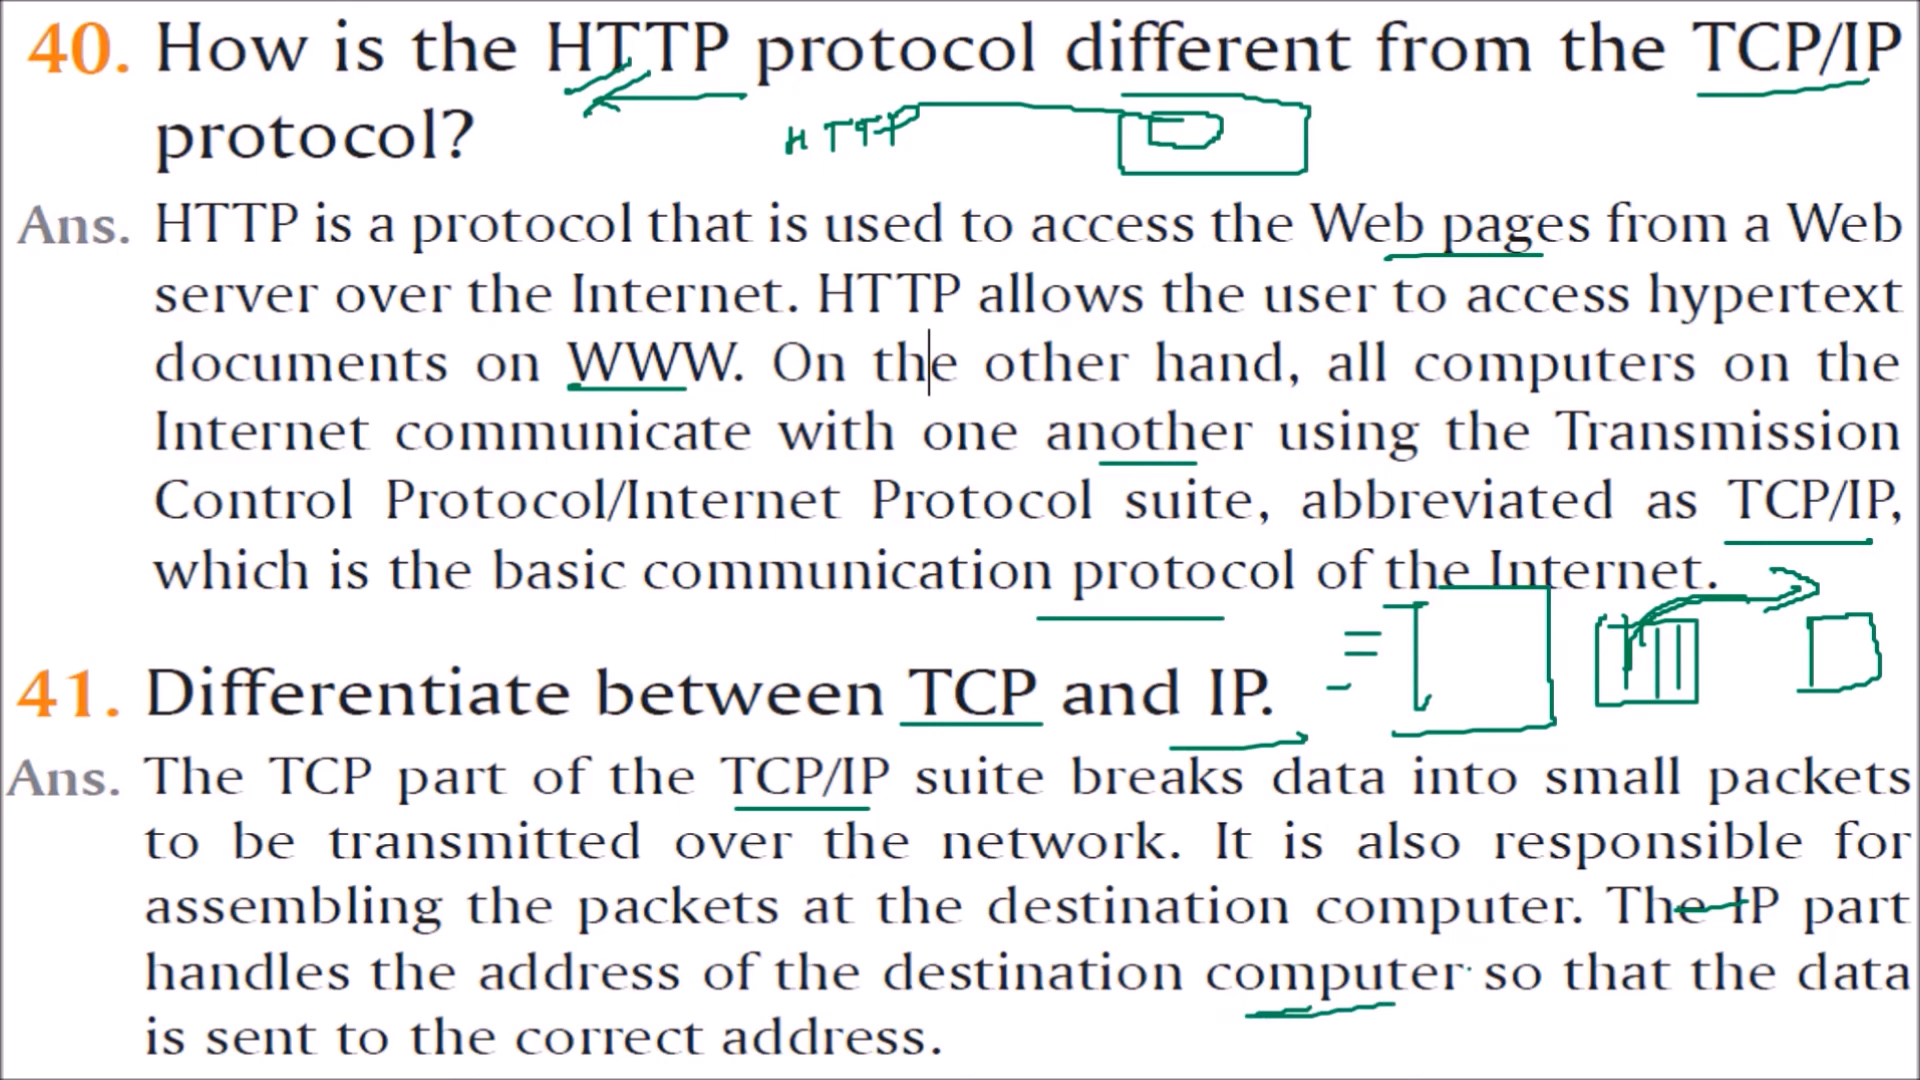 40. How is the HTTP protocol different from the TCP/IP
protocol?
HTTP
Ans. HTTP is a protocol that is used to access the Web pages from a Web
server over the Internet. HTTP allows the user to access hypertext
documents on WWW. On the other hand, all computers on the
Internet communicate with one another using the Transmission
Control Protocol/Internet Protocol suite, abbreviated as TCP/IP,
which is the basic communication protocol of the Internet.
41. Differentiate between TCP and IP.
Ans. The TCP part of the TCP/IP suite breaks data into small packets
to be transmitted over the network. It is also responsible for
assembling the packets at the destination computer. The IP part
handles the address of the destination computer so that the data
is sent to the correct address.